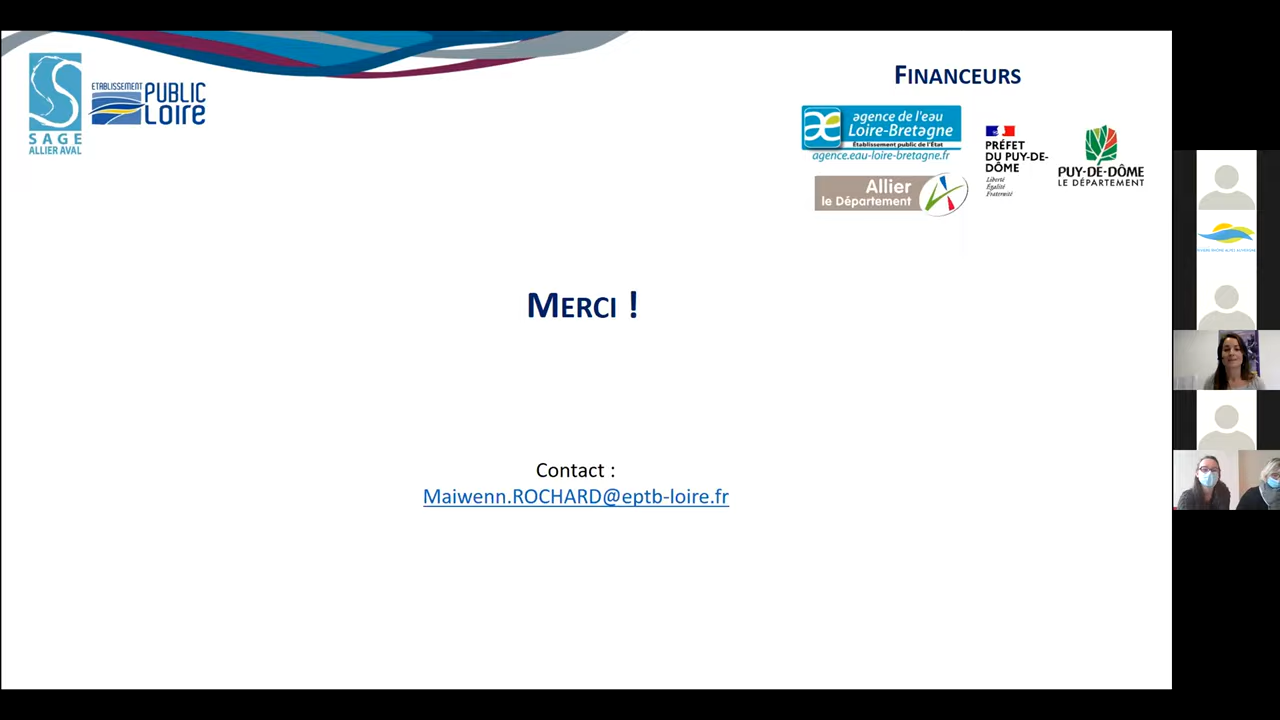 SAGE
ALLIER AVAL
ETABLISSEMENT
PUBLIC
LOIRE
FINANCEURS
agence de l'eau
Loire-Bretagne
Établissement public de l'État
agence.eau-loire-bretagne.fr
Allier
le Département
PRÉFET
DU PUY-DE-
DÔME
Liberté
Égalité
Fraternité
PUY-DE-DÔME
LE DÉPARTEMENT
MERCI !
Contact :
Maiwenn.ROCHARD@eptb-loire.fr